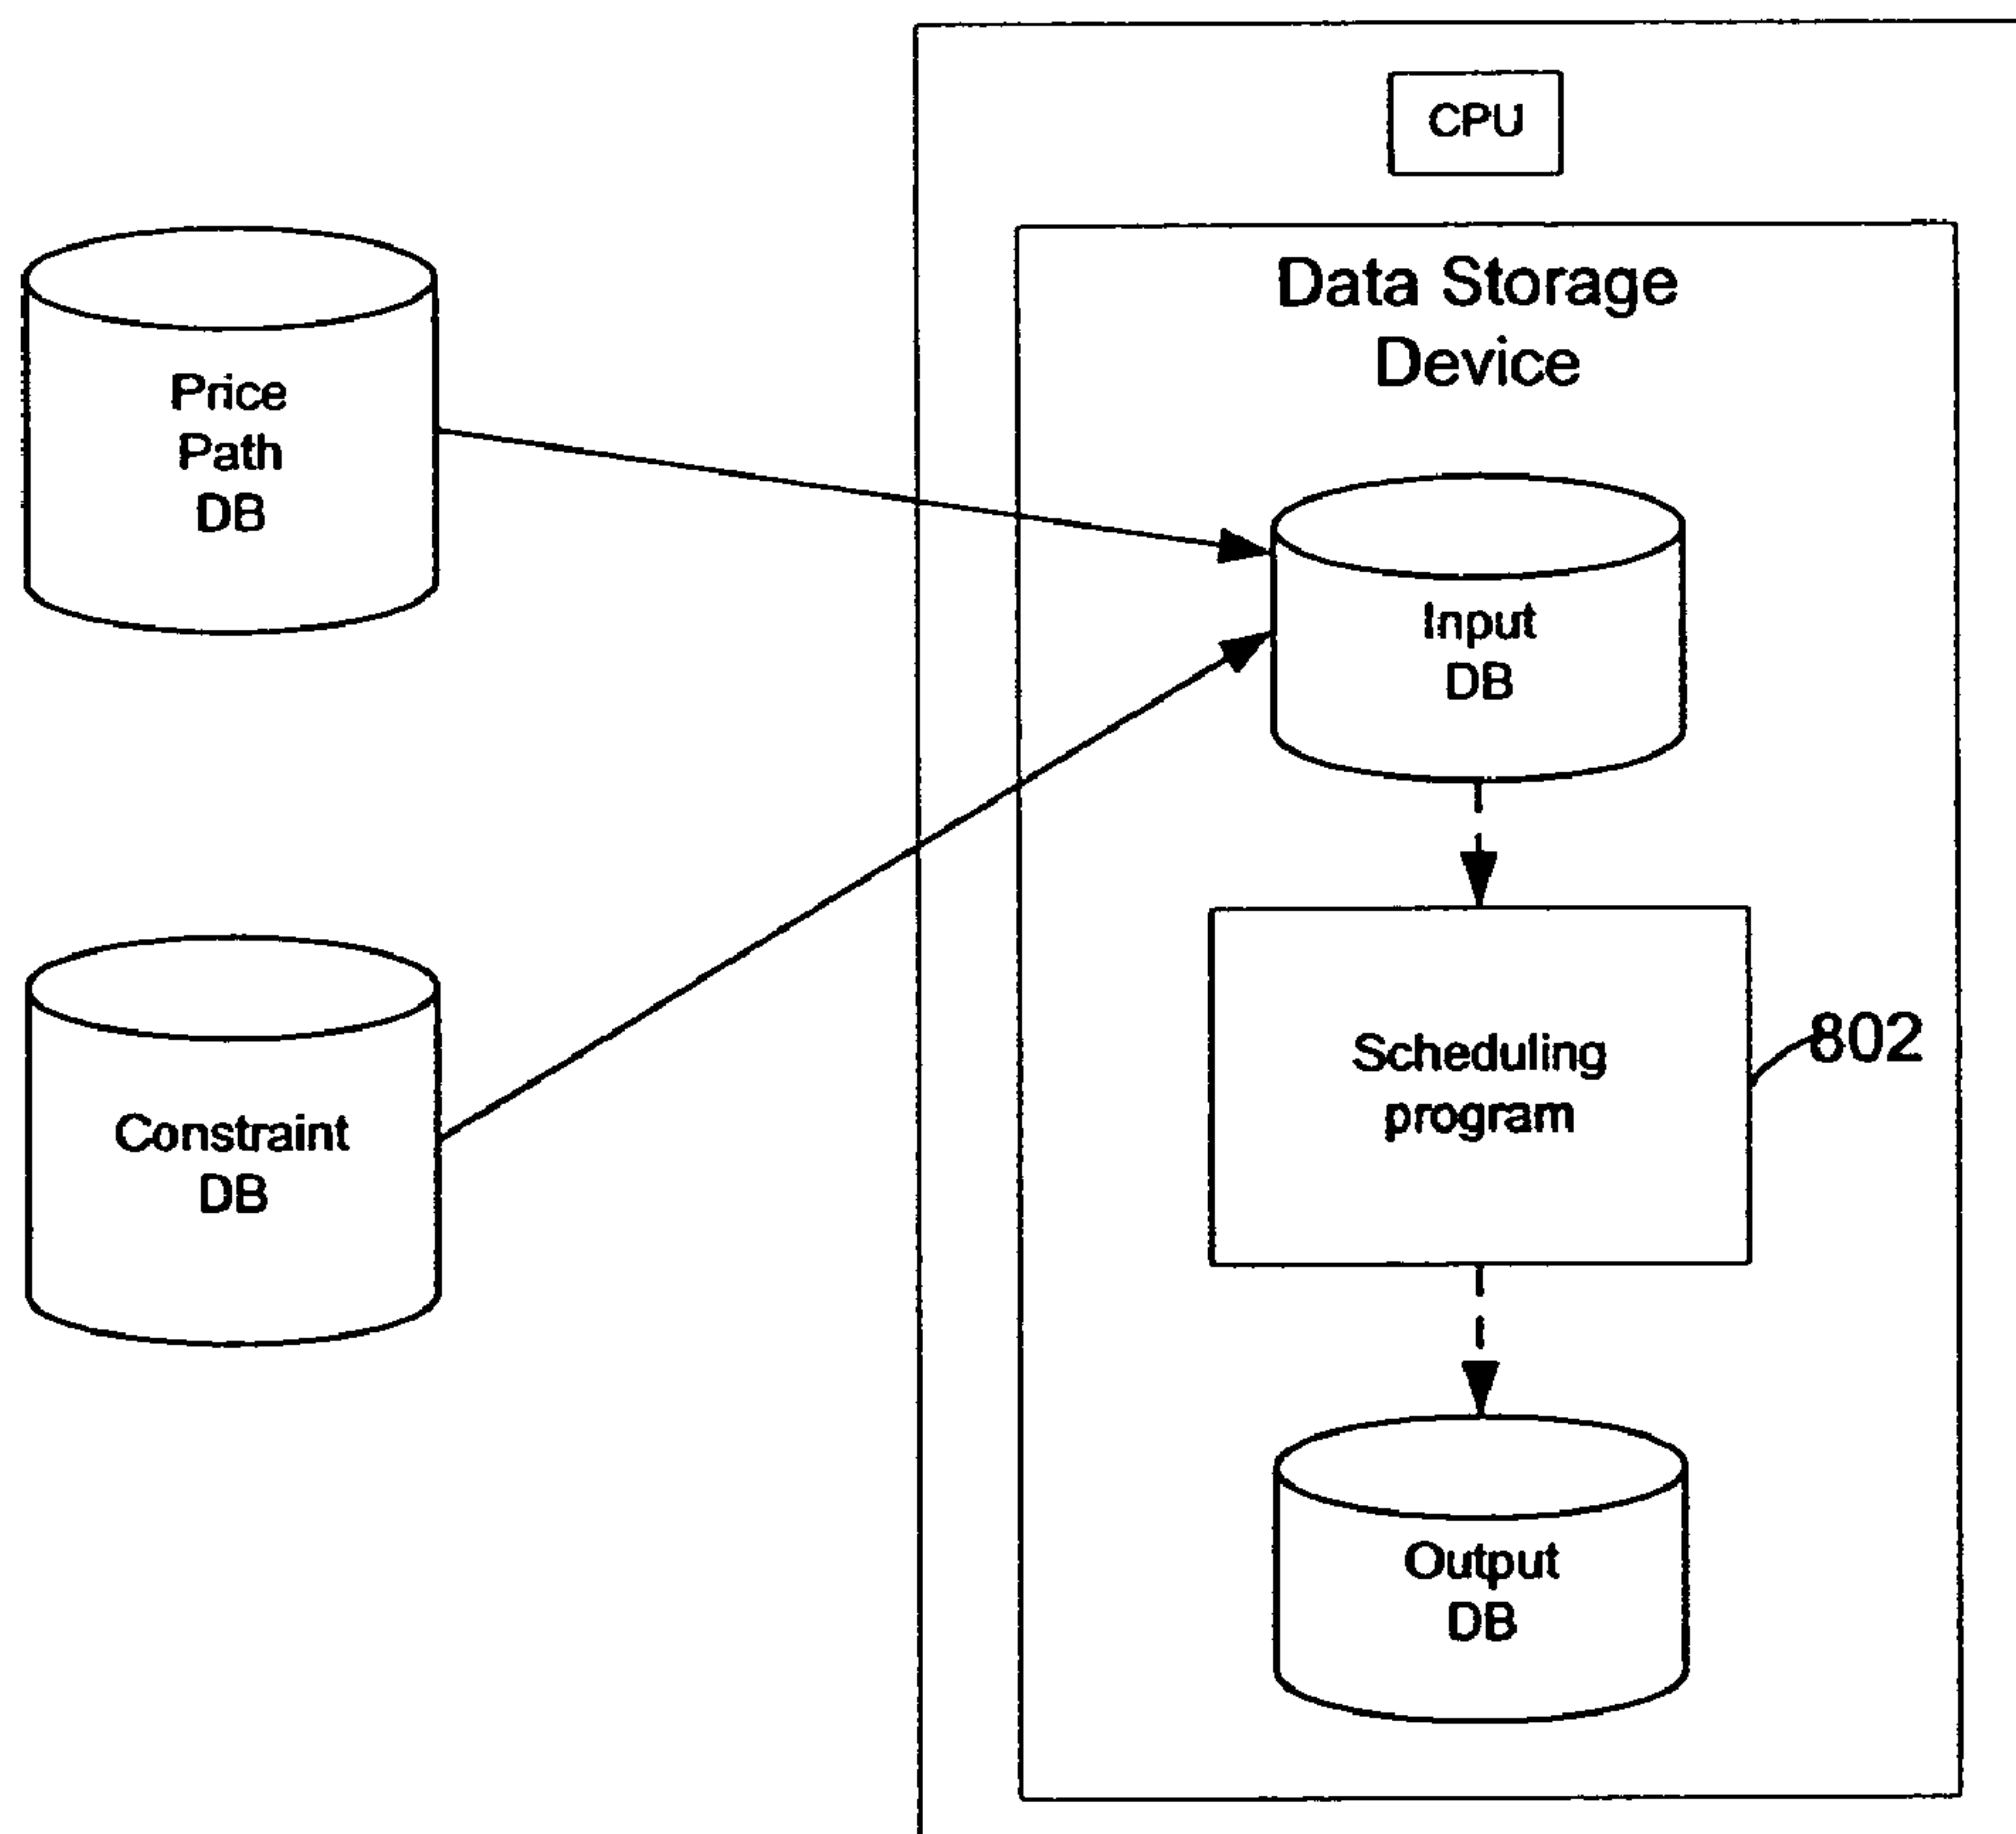 CPU
Data Storage
Device
Price
Path
DB
Input
DB
Constraint
DB
Scheduling
program
802
Output
DB